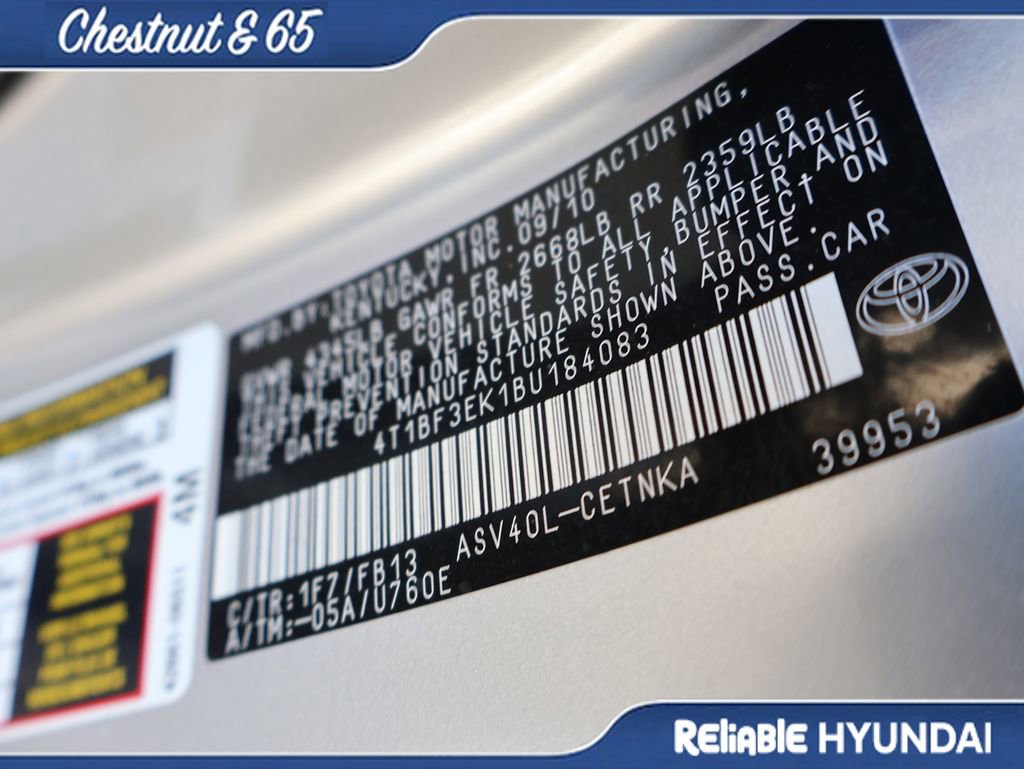 Chestnut & 65
MFD.BY:TOYOTA MOTOR MANUFACTURING,
KENTUCKY,INC.09/10
GVWR 4345LB GAWR FR 2668LB RR 2359LB
THIS VEHICLE CONFORMS TO ALL APPLICABLE
FEDERAL MOTOR VEHICLE SAFETY,BUMPER AND
THEFT PREVENTION STANDARDS IN EFFECT ON
THE DATE OF MANUFACTURE SHOWN ABOVE.
4T1BF3EK1BU184083 PASS.CAR
39953
C/TR:1F7/FB13 ASV40L-CETNKA
A/TM:-05A/U760E
4M
Reliable HYUNDAI